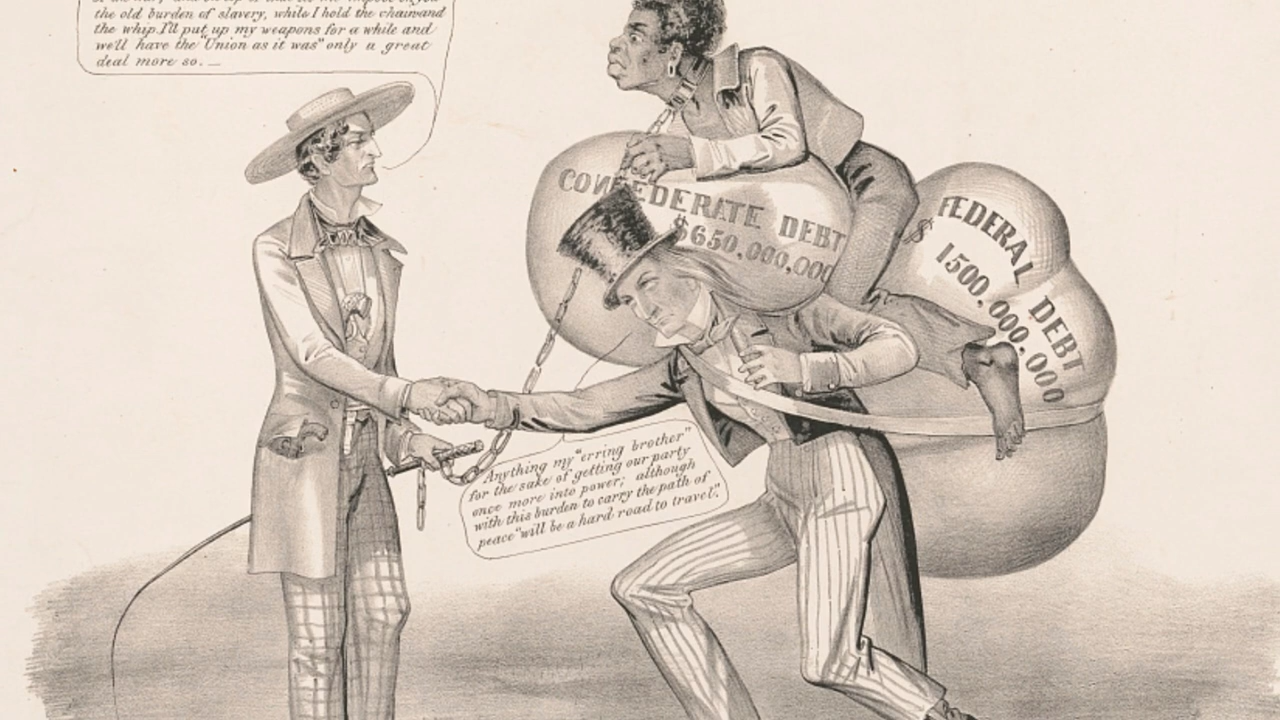 the old burden of slavery, while I hold the chain and
the whip. I'll put up my weapons for a while and
we'll have the "Union as it was" only a great
deal more so. _
CONFEDERATE DEBT
$650,000,000
FEDERAL DEBT
$1500,000,000
Anything my "erring brother"
for the sake of getting our party
once more into power; although
with this burden to carry the path of
peace "will be a hard road to travel".